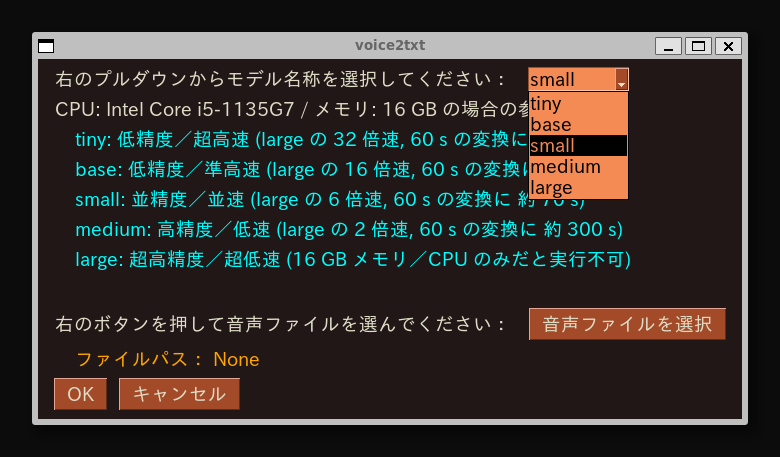 voice2txt
右のプルダウンからモデル名称を選択してください： small
tiny
base
small
medium
large
CPU: Intel Core i5-1135G7 / メモリ: 16 GB の場合の
tiny: 低精度／超高速 (large の 32 倍速, 60 s の変換に
base: 低精度／準高速 (large の 16 倍速, 60 s の変換に
small: 並精度／並速 (large の 6 倍速, 60 s の変換に 約 70 s)
medium: 高精度／低速 (large の 2 倍速, 60 s の変換に 約 300 s)
large: 超高精度／超低速 (16 GB メモリ／CPU のみだと実行不可)
右のボタンを押して音声ファイルを選んでください： 音声ファイルを選択
ファイルパス： None
OK キャンセル